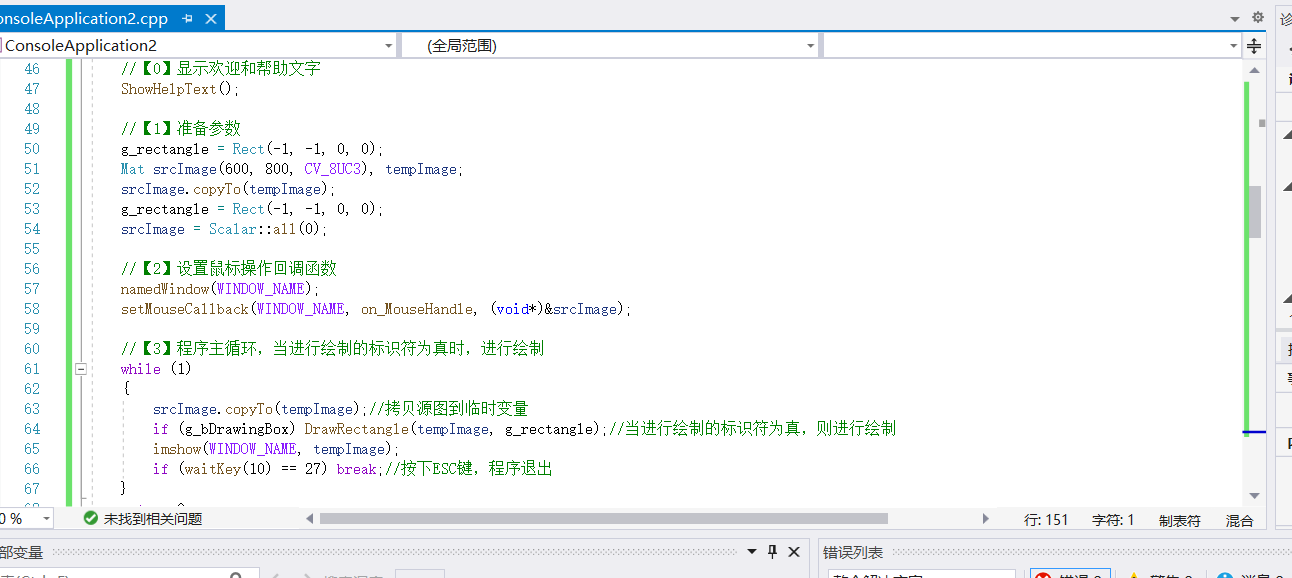 onsoleApplication2.cpp
ConsoleApplication2
(全局范围)
46 //【0】显示欢迎和帮助文字
47 ShowHelpText();
48
49 //【1】准备参数
50 g_rectangle = Rect(-1, -1, 0, 0);
51 Mat srcImage(600, 800, CV_8UC3), tempImage;
52 srcImage.copyTo(tempImage);
53 g_rectangle = Rect(-1, -1, 0, 0);
54 srcImage = Scalar::all(0);
55
56 //【2】设置鼠标操作回调函数
57 namedWindow(WINDOW_NAME);
58 setMouseCallback(WINDOW_NAME, on_MouseHandle, (void*)&srcImage);
59
60 //【3】程序主循环，当进行绘制的标识符为真时，进行绘制
61 while (1)
62 {
63 srcImage.copyTo(tempImage);//拷贝源图到临时变量
64 if (g_bDrawingBox) DrawRectangle(tempImage, g_rectangle);//当进行绘制的标识符为真，则进行绘制
65 imshow(WINDOW_NAME, tempImage);
66 if (waitKey(10) == 27) break;//按下ESC键，程序退出
67 }
0 %
未找到相关问题
行: 151
字符: 1
制表符
混合
部变量
错误列表